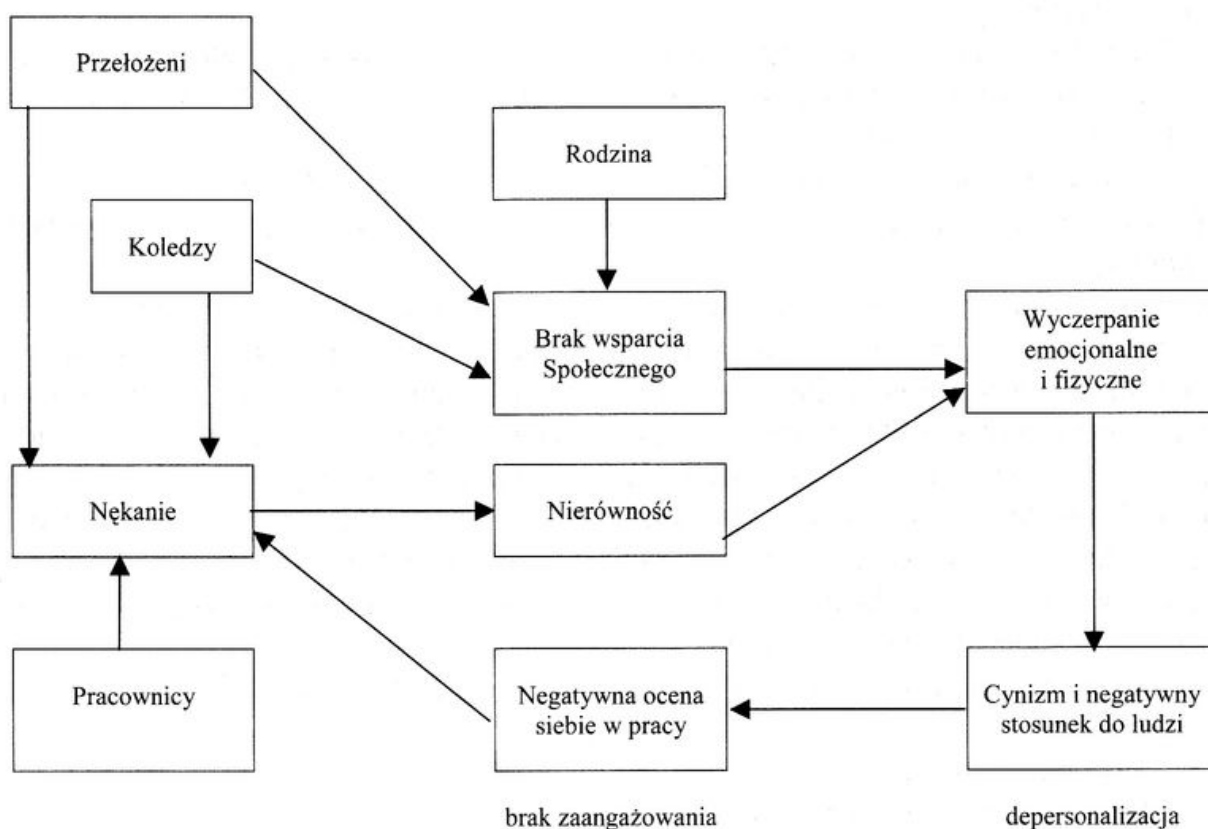 Przełożeni
Rodzina
Koledzy
Brak wsparcia
Społecznego
Wyczerpanie
emocjonalne
i fizyczne
Nękanie
Nierówność
Pracownicy
Negatywna ocena
siebie w pracy
Cynizm i negatywny
stosunek do ludzi
brak zaangażowania
depersonalizacja